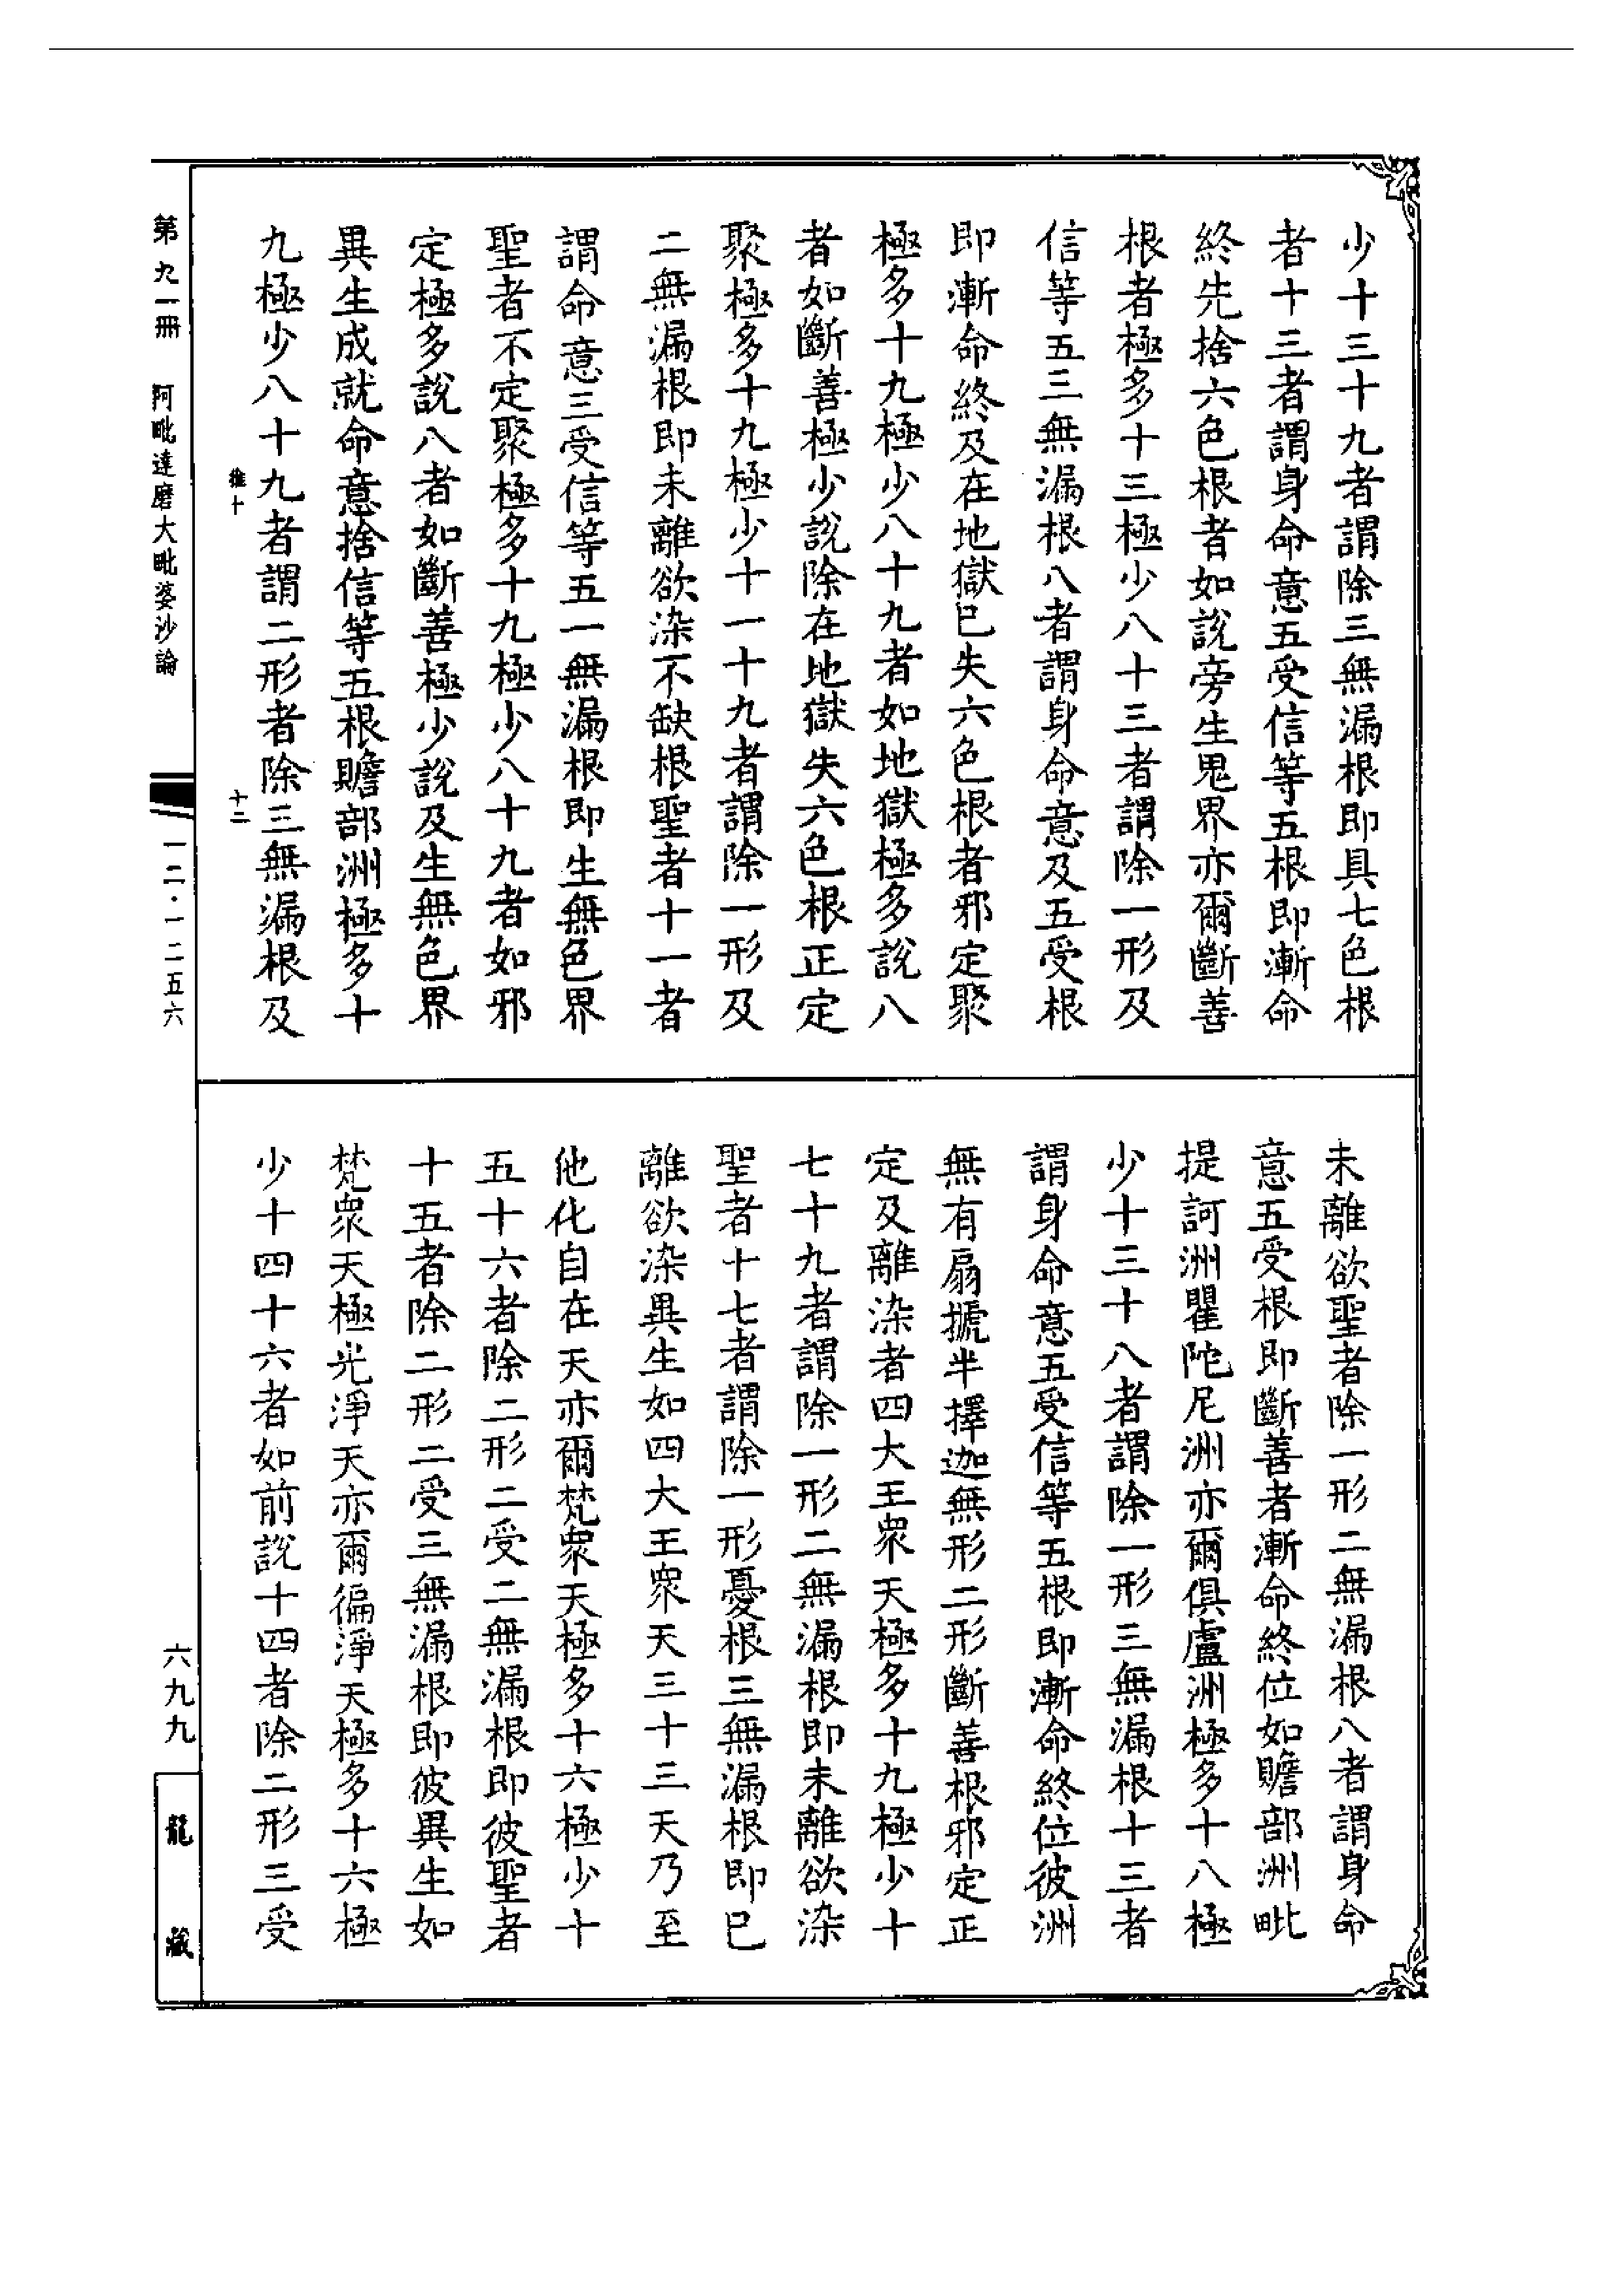 少十三十九者謂除三無漏根即具七色根
者十三者謂身命意五受信等五根即漸命
終先捨六色根者如說旁生鬼界亦爾斷善
根者極多十三極少八十三者謂除一形及
信等五三無漏根八者謂身命意及五受根
即漸命終及在地獄已失六色根者邪定聚
極多十九極少八十九者如地獄極多說八
者如斷善極少說除在地獄失六色根正定
聚極多十九極少十一十九者謂除一形及
二無漏根即未離欲染不缺根聖者十一者
謂命意三受信等五一無漏根即生無色界
聖者不定聚極多十九極少八十九者如邪
定極多說八者如斷善極少說及生無色界
異生成就命意捨信等五根贍部洲極多十
九極少八十九者謂二形者除三無漏根及
未離欲聖者除一形二無漏根八者謂身命
意五受根即斷善者漸命終位如贍部洲毗
提訶洲瞿陀尼洲亦爾俱盧洲極多十八極
少十三十八者謂除一形三無漏根十三者
謂身命意五受信等五根即漸命終位彼洲
無有扇搋半擇迦無形二形斷善根邪定正
定及離染者四大王衆天極多十九極少十
七十九者謂除一形二無漏根即未離欲染
聖者十七者謂除一形憂根三無漏根即已
離欲染異生如四大王衆天三十三天乃至
他化自在天亦爾梵衆天極多十六極少十
五十六者除二形二受二無漏根即彼聖者
十五者除二形二受三無漏根即彼異生如
梵衆天極光淨天亦爾徧淨天極多十六極
少十四十六者如前說十四者除二形三受
第九一冊
阿毗達磨大毗婆沙論
十二
一二·一二五六
六九九
龍藏